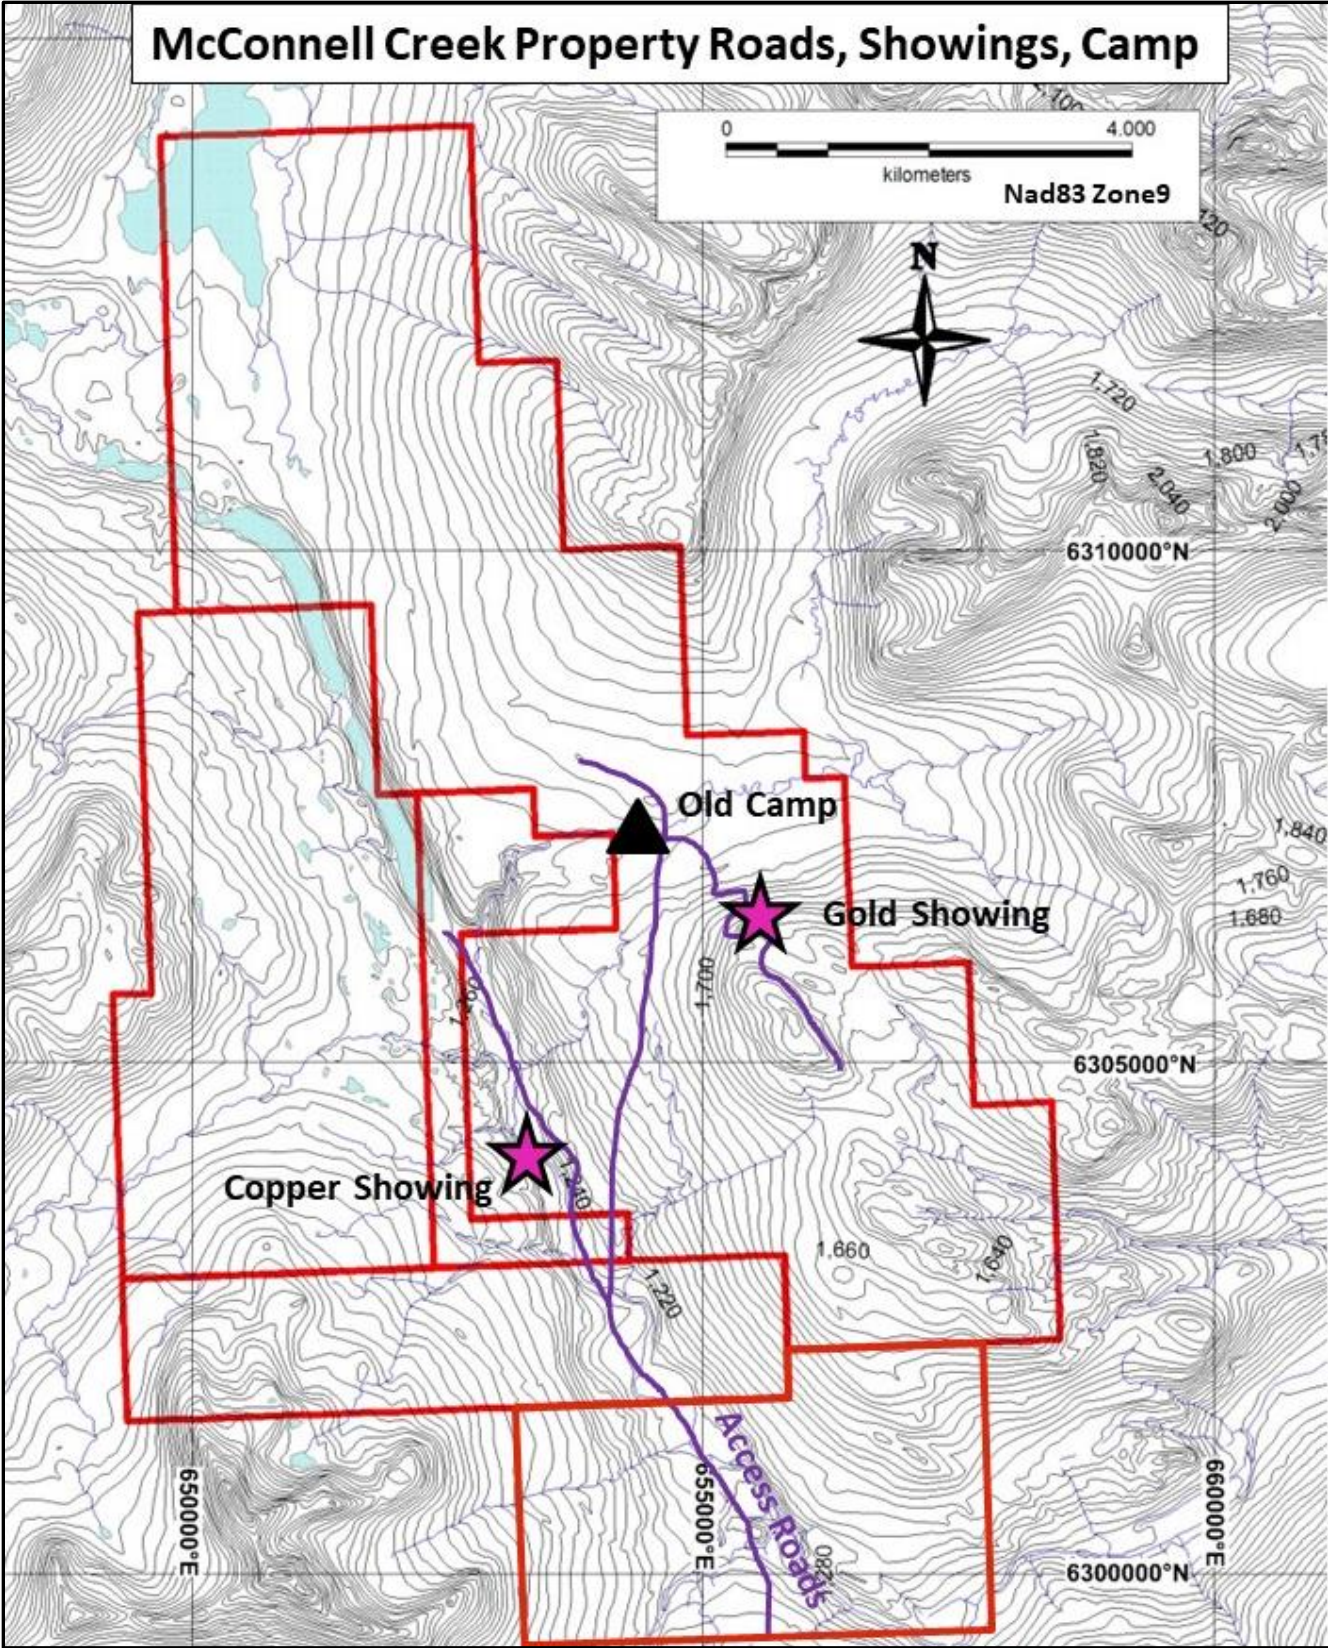 McConnell Creek Property Roads, Showings, Camp
0 4.000
kilometers
Nad83 Zone9
N
1,720
1,820
1,800
2,040
2,000
6310000°N
Old Camp
1,840
1,760
1,680
Gold Showing
1,700
6305000°N
Copper Showing
1,240
1,660
1,640
1,220
Access Roads
650000°E
655000°E
660000°E
6300000°N